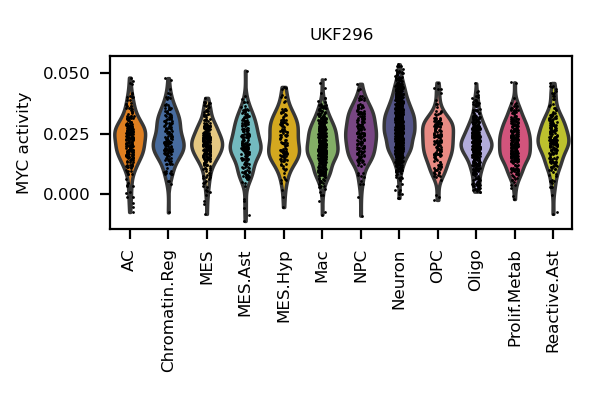 UKF296
MYC activity
0.050
0.025
0.000
AC
Chromatin.Reg
MES
MES.Ast
MES.Hyp
Mac
NPC
Neuron
OPC
Oligo
Prolif.Metab
Reactive.Ast